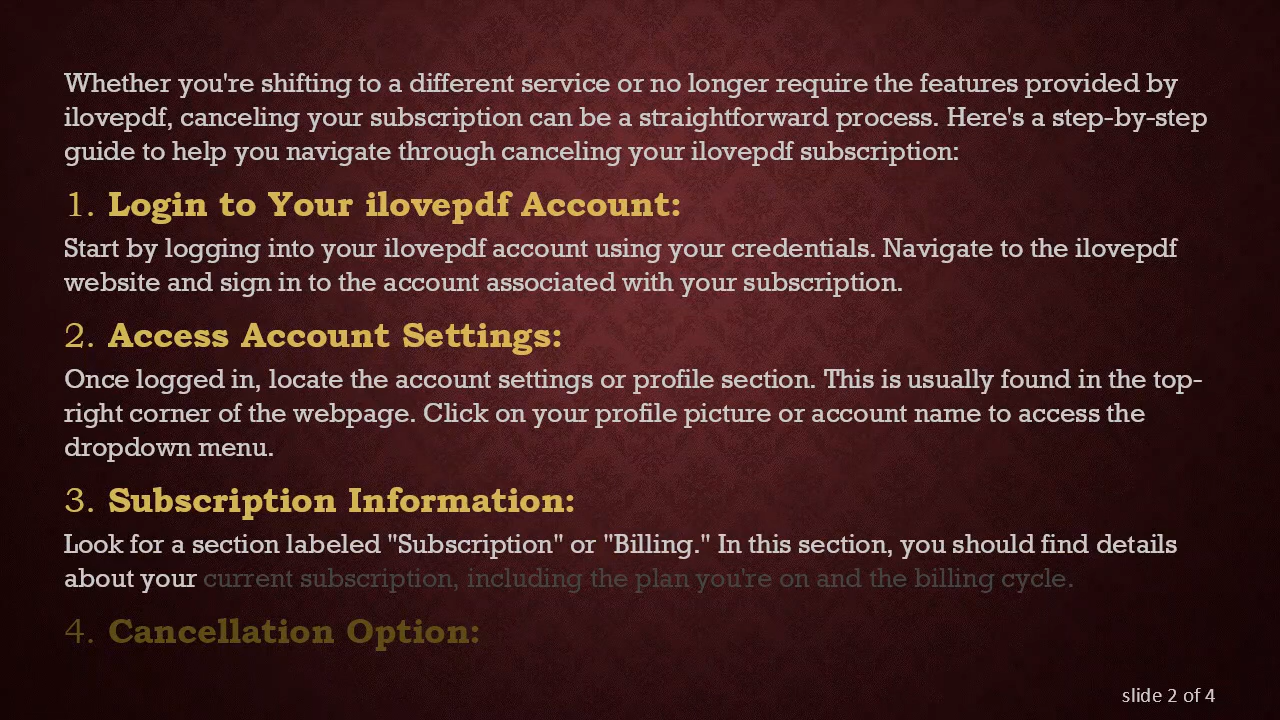 Whether you're shifting to a different service or no longer require the features provided by
ilovepdf, canceling your subscription can be a straightforward process. Here's a step-by-step
guide to help you navigate through canceling your ilovepdf subscription:
1. Login to Your ilovepdf Account:
Start by logging into your ilovepdf account using your credentials. Navigate to the ilovepdf
website and sign in to the account associated with your subscription.
2. Access Account Settings:
Once logged in, locate the account settings or profile section. This is usually found in the top-
right corner of the webpage. Click on your profile picture or account name to access the
dropdown menu.
3. Subscription Information:
Look for a section labeled "Subscription" or "Billing." In this section, you should find details
about your current subscription, including the plan you're on and the billing cycle.
4. Cancellation Option:
slide 2 of 4